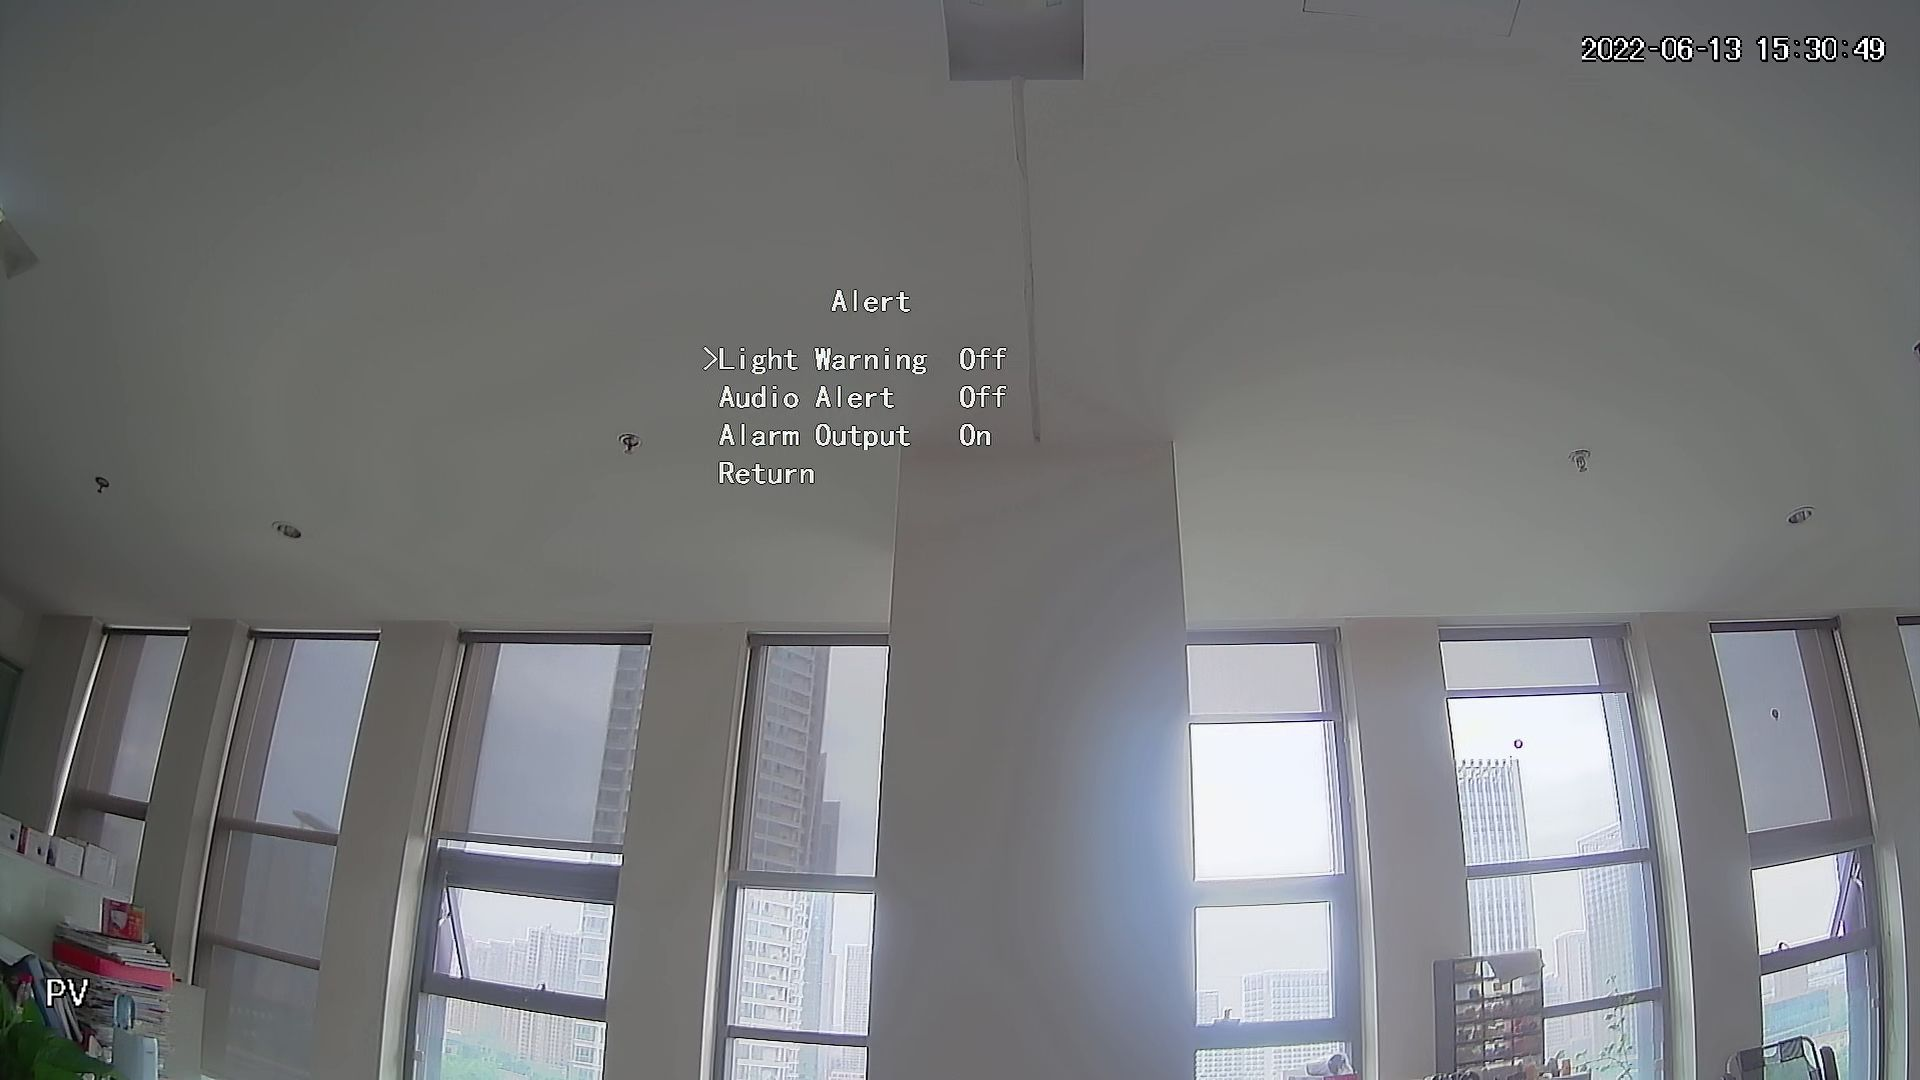 2022-06-13 15:30:49
Alert
>Light Warning Off
Audio Alert Off
Alarm Output On
Return
PV